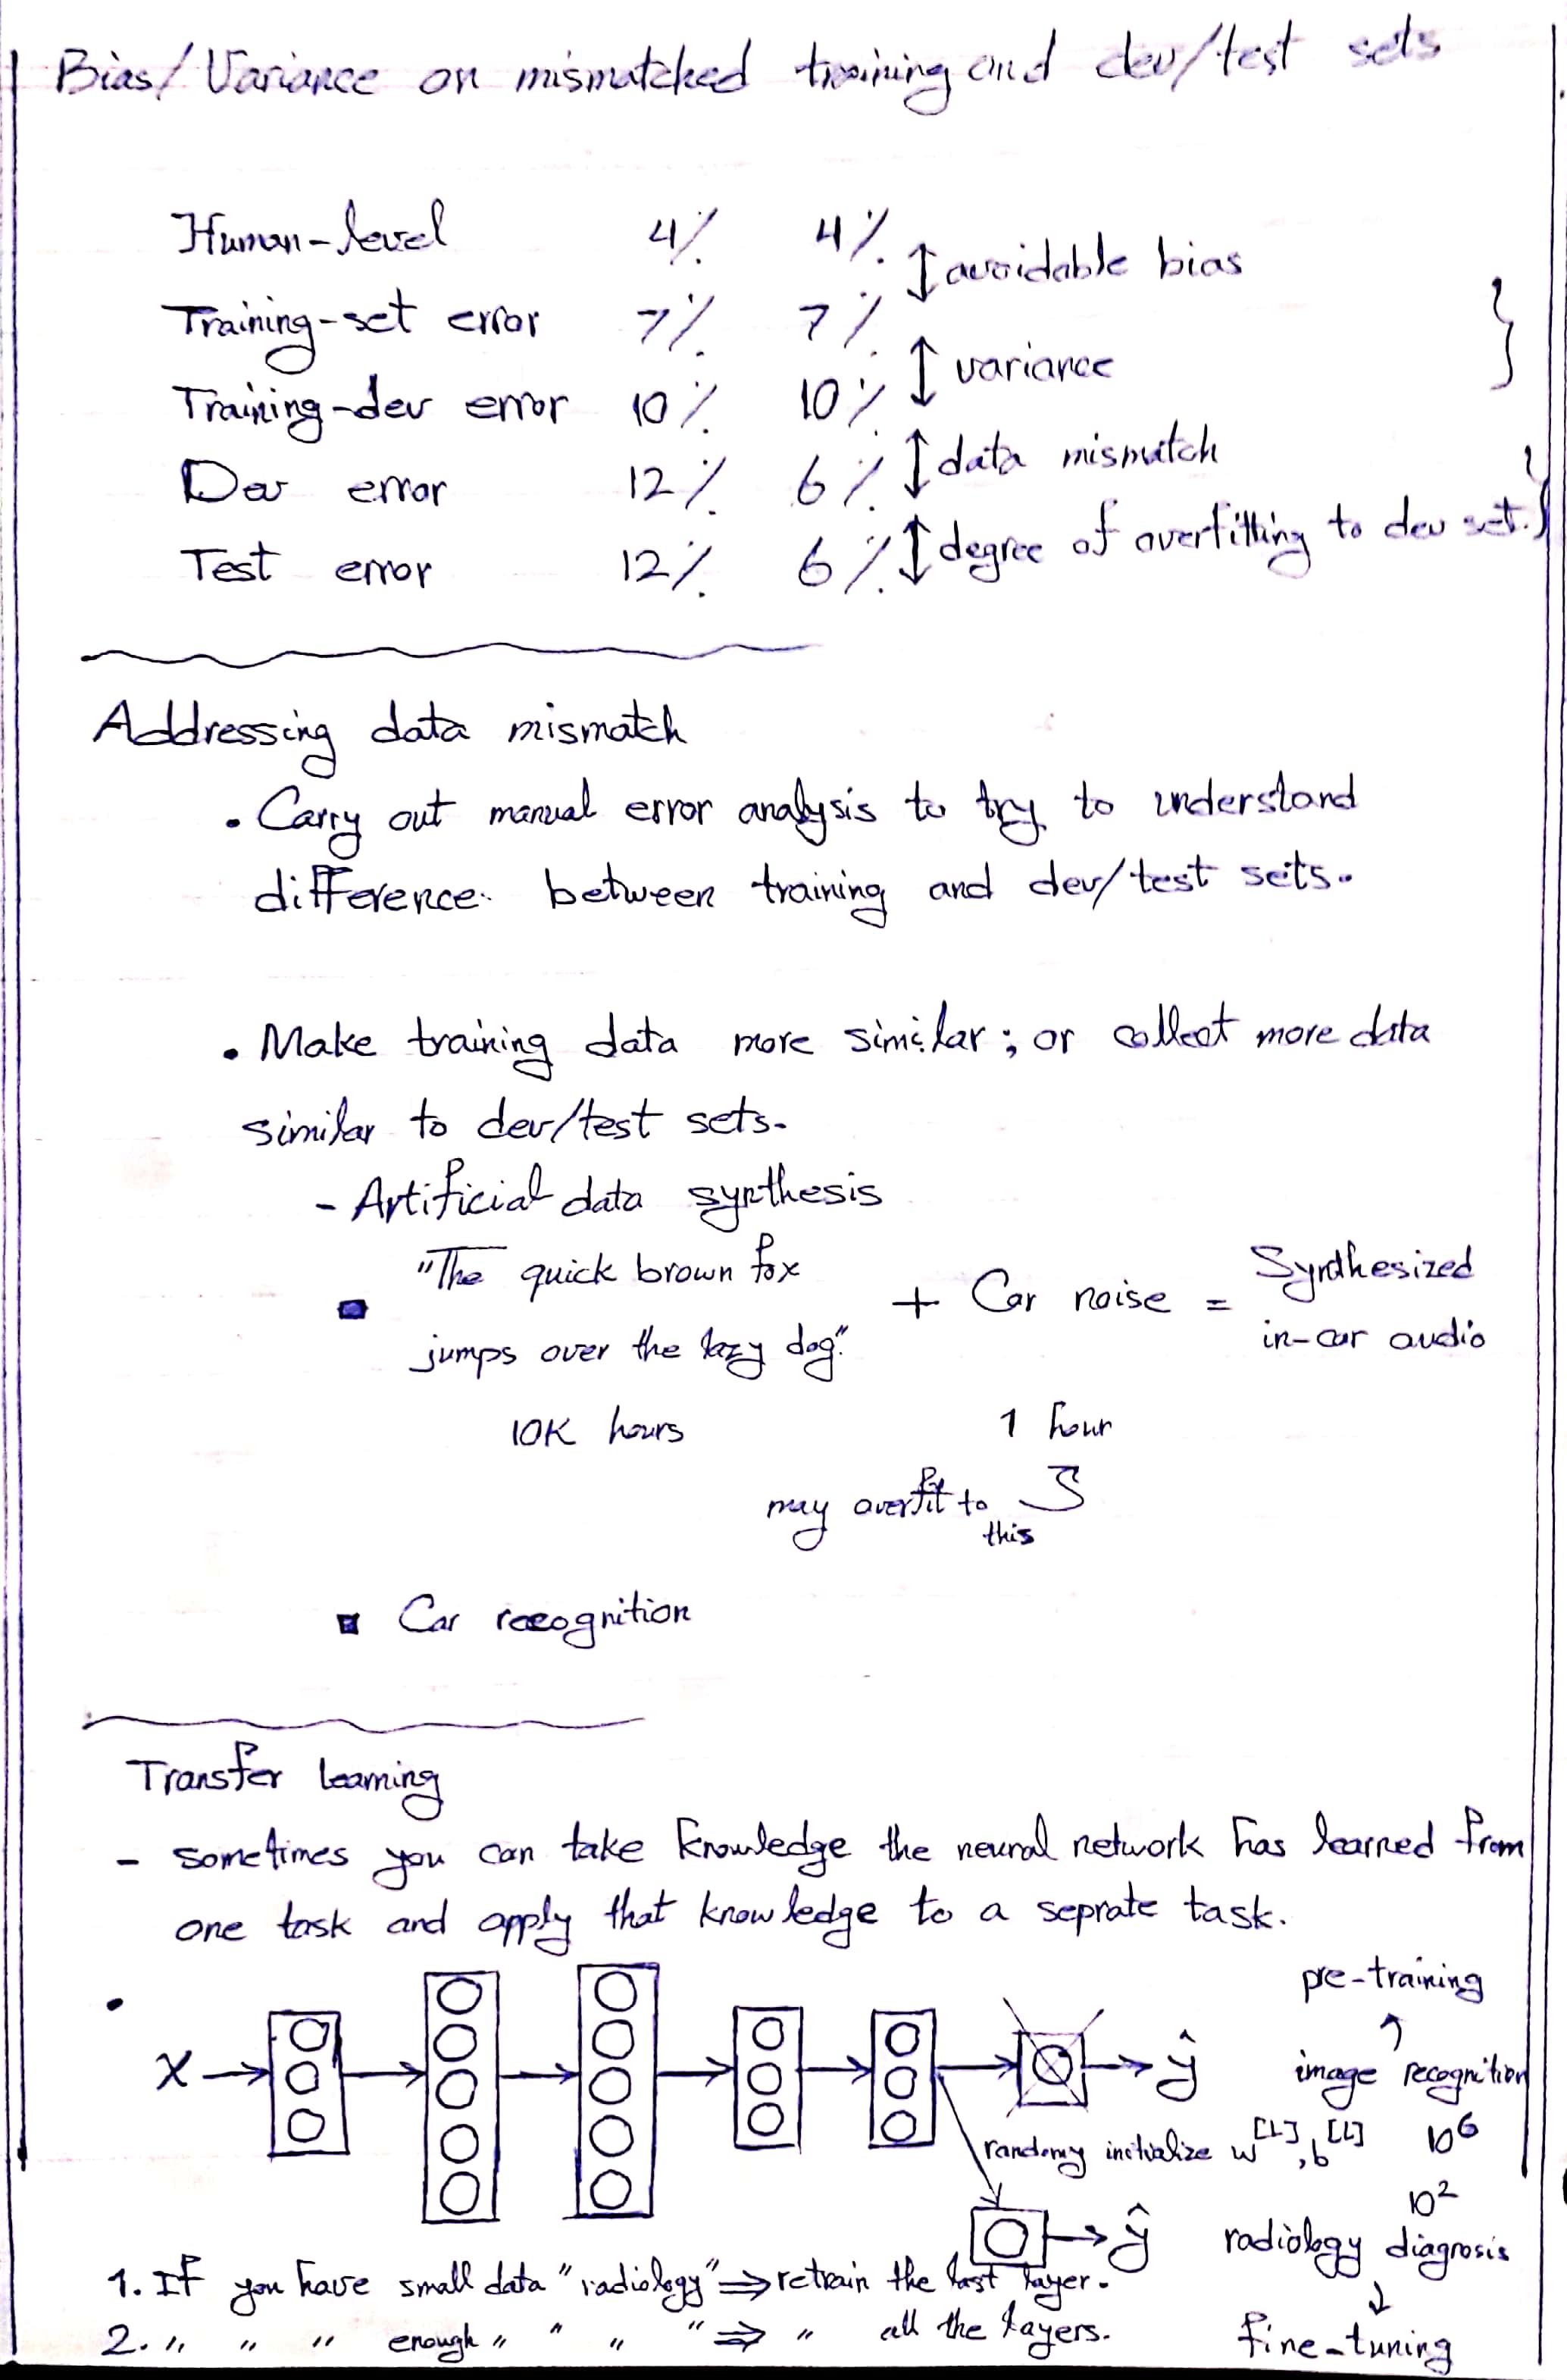 Bias/Variance on mismatched training and dev/test sets
Human-level 4% 4% avoidable bias
Training-set error 7% 7% variance
Training-dev error 10% 10% data mismatch
Dev error 12% 6% degree of overfitting to dev set.
Test error 12% 6%
Addressing data mismatch
• Carry out manual error analysis to try to understand
difference between training and dev/test sets.
• Make training data more similar; or collect more data
similar to dev/test sets.
- Artificial data synthesis
"The quick brown fox
jumps over the lazy dog." + Car noise = Synthesized
in-car audio
10K hours 1 hour
may overfit to
this
▪ Car recognition
Transfer learning
- sometimes you can take knowledge the neural network has learned from
one task and apply that knowledge to a seprate task.
pre-training
X ŷ image recognition
randomy initialize w[L], b[L] 10⁶
10²
ŷ radiology diagnosis
1. If you have small data "radiology" ⇒ retrain the last layer.
2. " " " enough " " " " ⇒ " all the layers.
fine-tuning